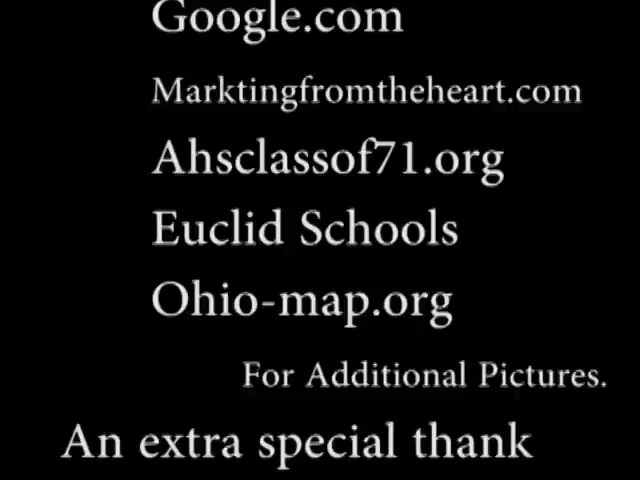 Google.com
Marktingfromtheheart.com
Ahsclassof71.org
Euclid Schools
Ohio-map.org
For Additional Pictures.
An extra special thank